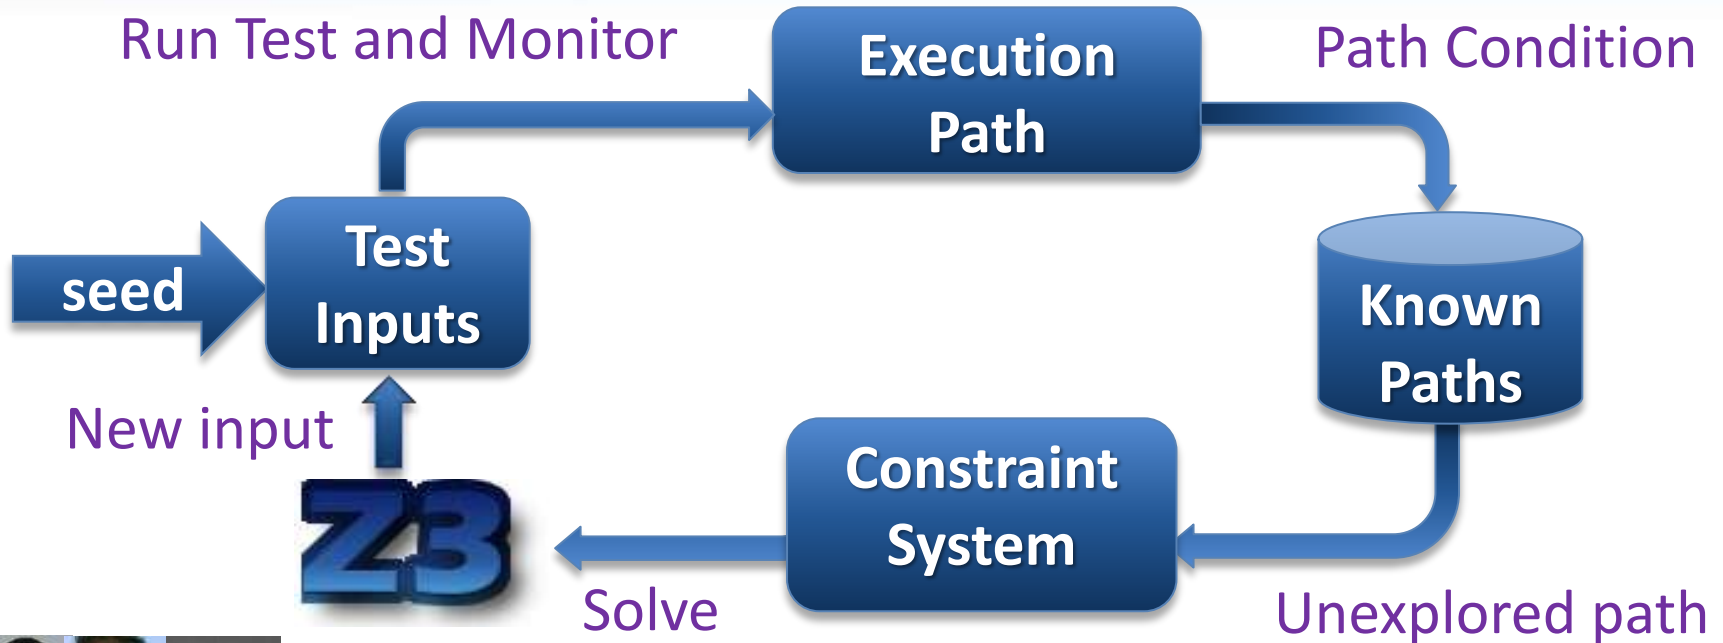 Run Test and Monitor
Execution
Path
Path Condition
seed
Test
Inputs
Known
Paths
New input
Constraint
System
Z3
Solve
Unexplored path